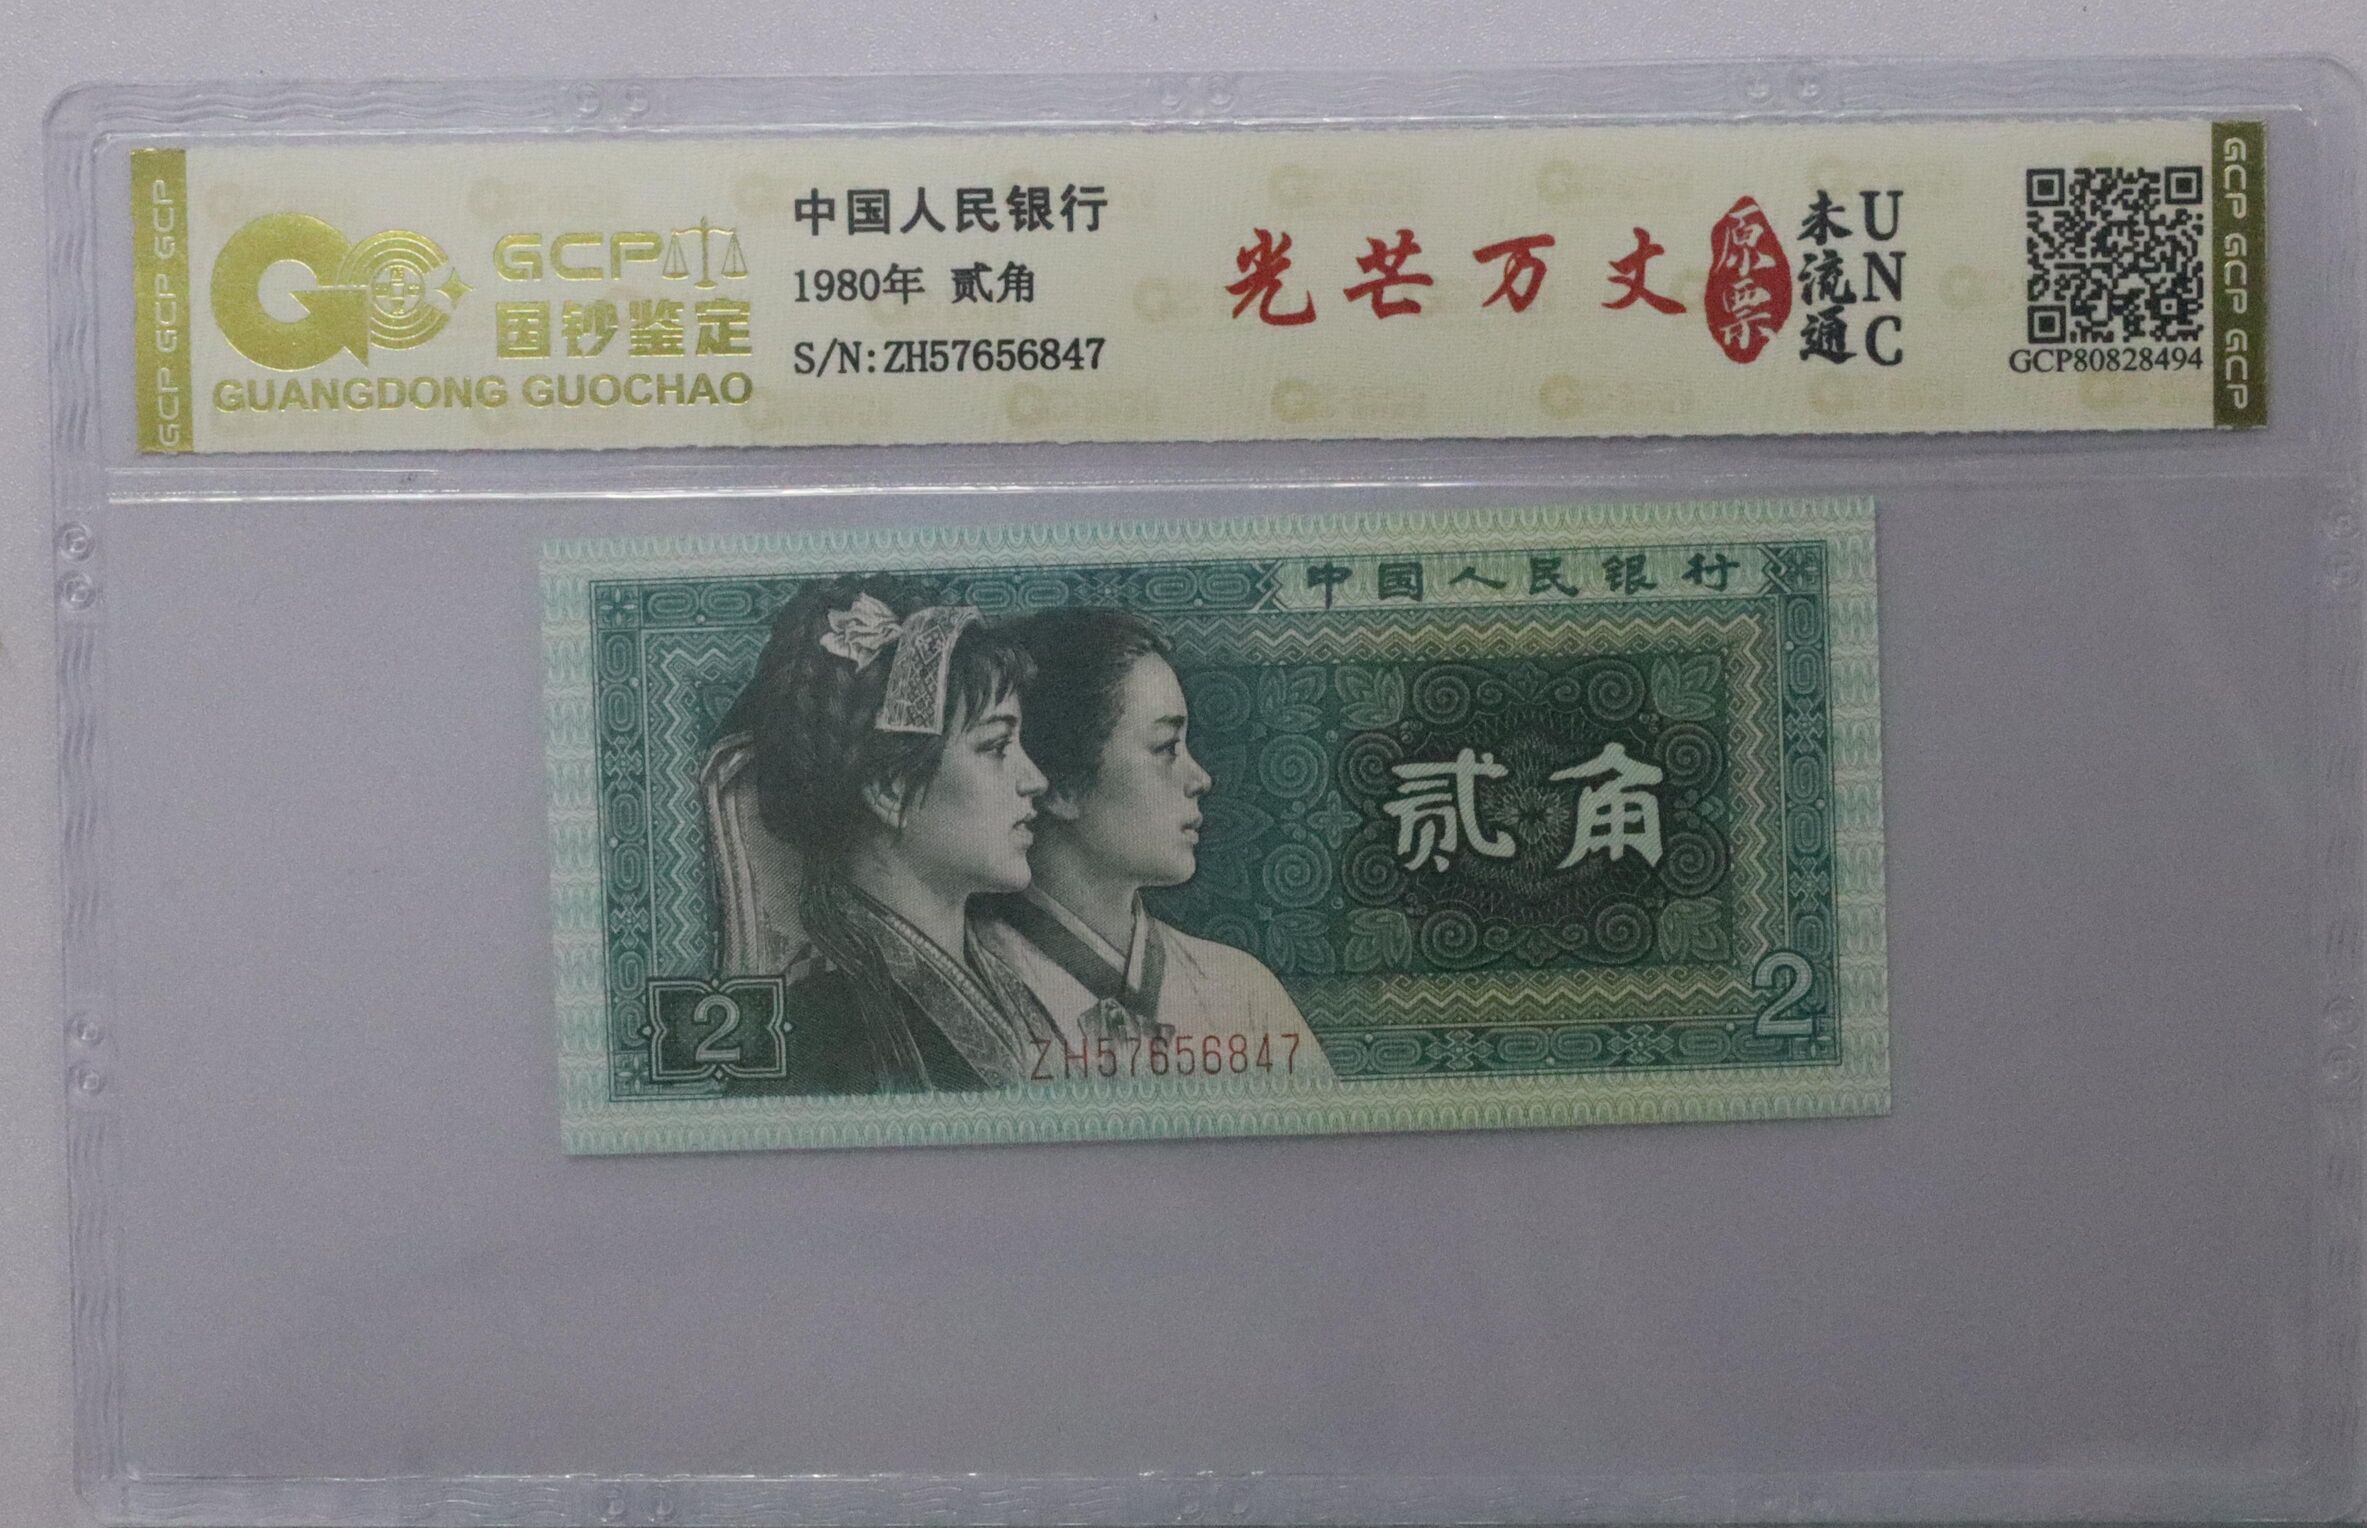 GCP GCP GCP
GCP
国钞鉴定
GUANGDONG GUOCHAO
中国人民银行
1980年 贰角
S/N:ZH57656847
光芒万丈
原票
未流通
UNC
GCP80828494
GCP GCP GCP
中国人民银行
贰角
2
2
ZH57656847